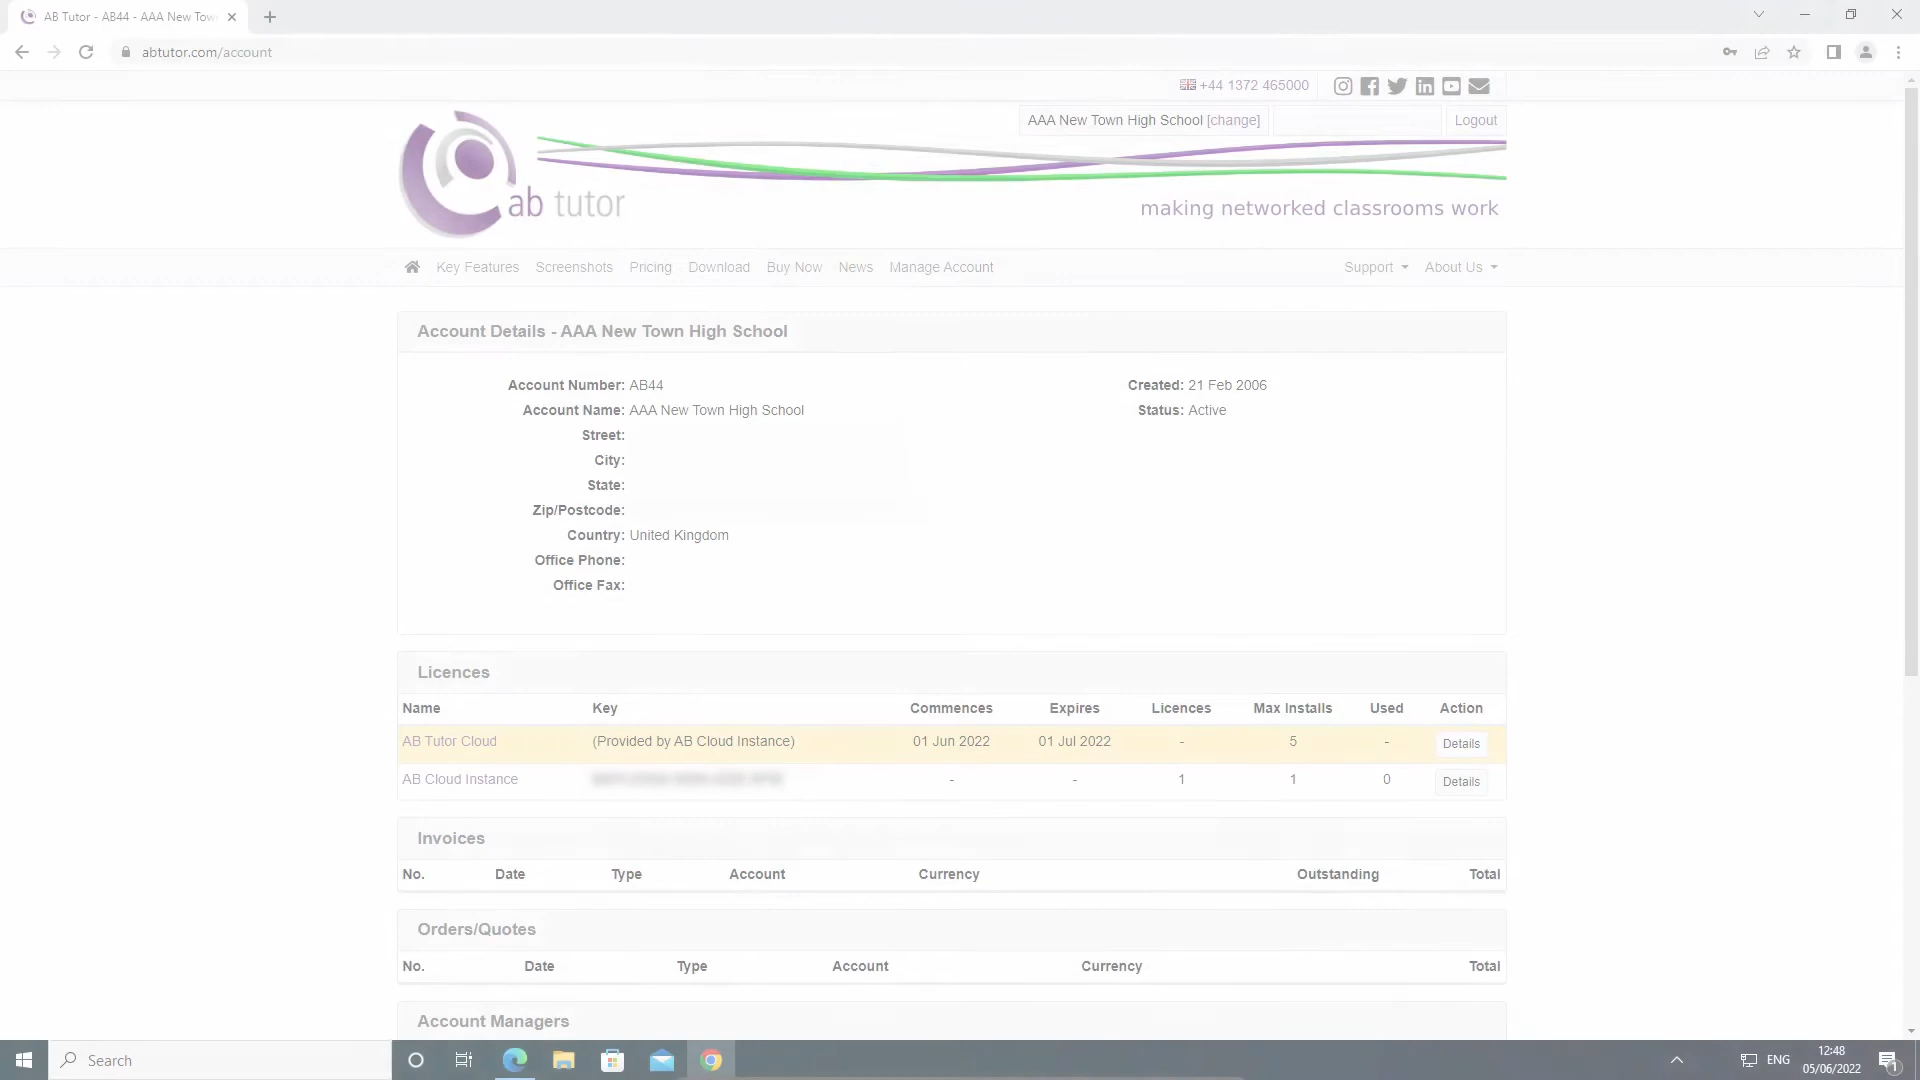 AB Tutor - AB44 - AAA New Tow
abtutor.com/account
+44 1372 465000
AAA New Town High School [change]
Logout
ab tutor
making networked classrooms work
Key Features Screenshots Pricing Download Buy Now News Manage Account Support About Us
Account Details - AAA New Town High School
Account Number: AB44
Created: 21 Feb 2006
Account Name: AAA New Town High School
Status: Active
Street:
City:
State:
Zip/Postcode:
Country: United Kingdom
Office Phone:
Office Fax:
Licences
Name Key Commences Expires Licences Max Installs Used Action
AB Tutor Cloud (Provided by AB Cloud Instance) 01 Jun 2022 01 Jul 2022 - 5 - Details
AB Cloud Instance - - 1 1 0 Details
Invoices
No. Date Type Account Currency Outstanding Total
Orders/Quotes
No. Date Type Account Currency Total
Account Managers
Search
ENG
12:48
05/06/2022
1